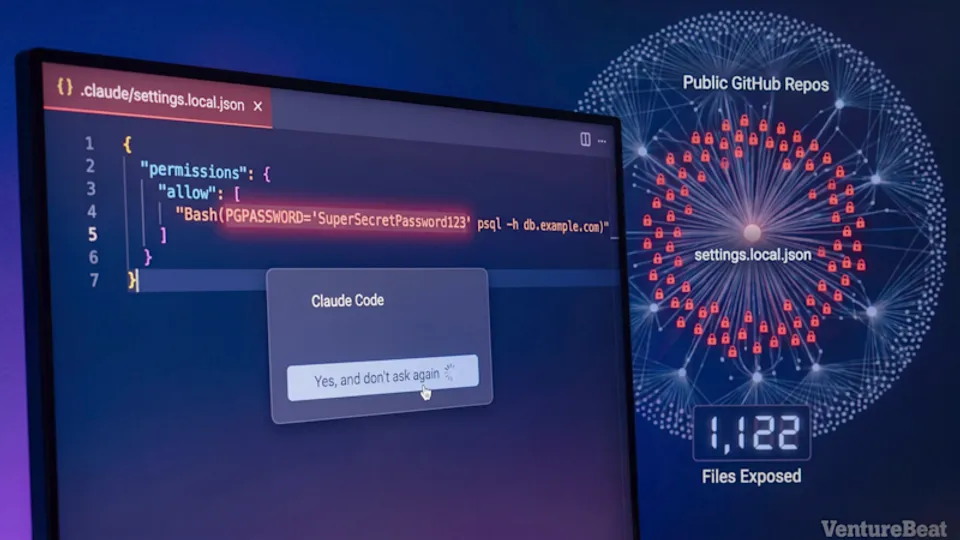 {} .claude/settings.local.json ×
1 {
2 "permissions": {
3 "allow": [
4 "Bash(PGPASSWORD='SuperSecretPassword123' psql -h db.example.com)"
5 ]
6 }
7 }
Claude Code
Yes, and don't ask again
Public GitHub Repos
settings.local.json
1,122
Files Exposed
VentureBeat